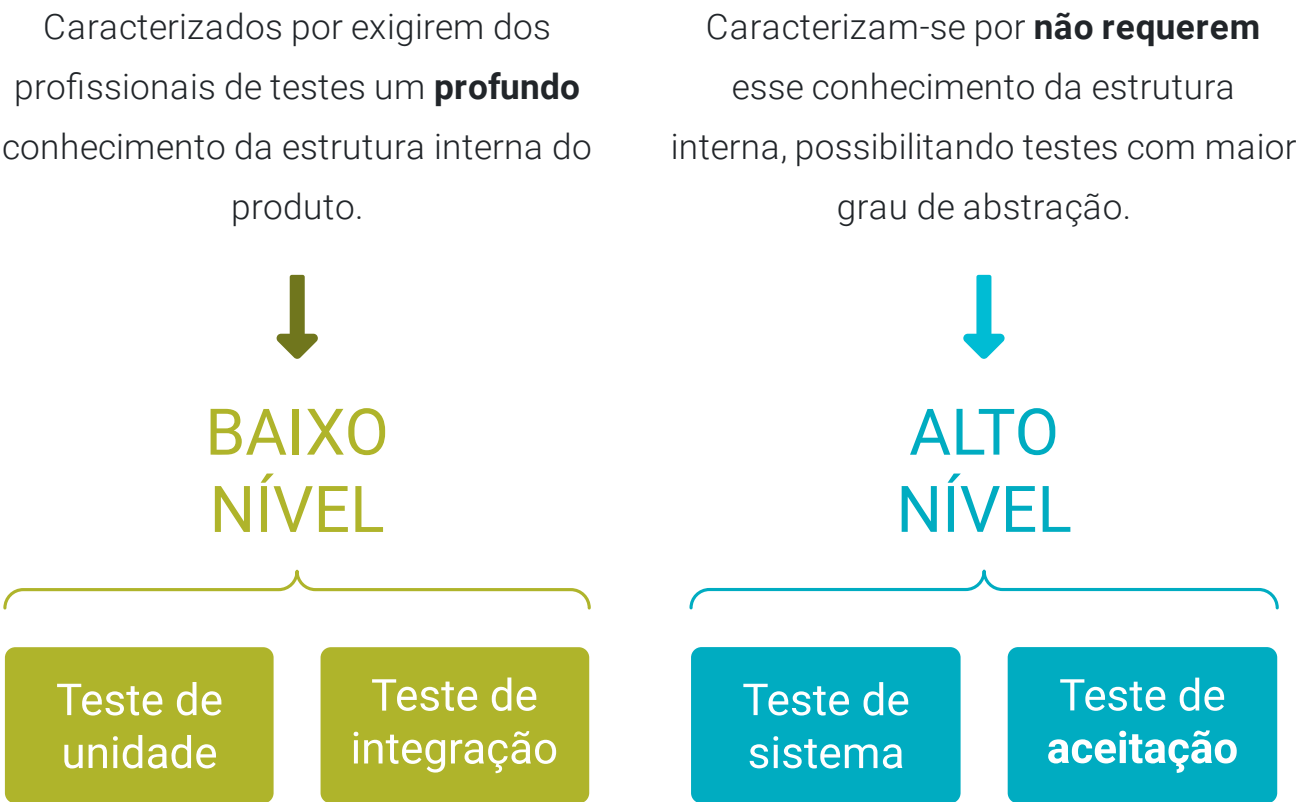 Caracterizados por exigirem dos
profissionais de testes um profundo
conhecimento da estrutura interna do
produto.
BAIXO
NÍVEL
Teste de
unidade
Teste de
integração
Caracterizam-se por não requerem
esse conhecimento da estrutura
interna, possibilitando testes com maior
grau de abstração.
ALTO
NÍVEL
Teste de
sistema
Teste de
aceitação